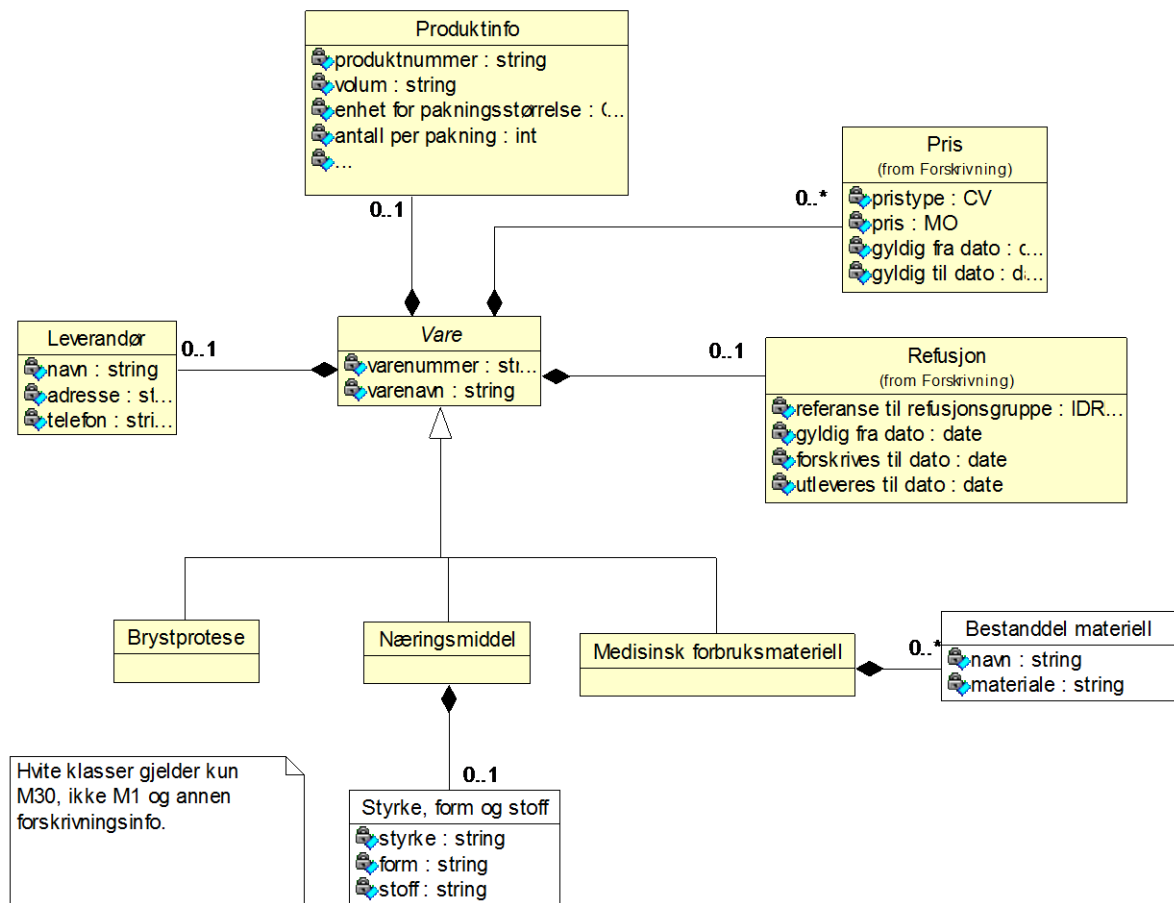 Produktinfo
produktnummer : string
volum : string
enhet for pakningsstørrelse : C...
antall per pakning : int
...
0..1
Pris
(from Forskrivning)
pristype : CV
pris : MO
gyldig fra dato : d...
gyldig til dato : da...
0..*
Leverandør
navn : string
adresse : st...
telefon : stri...
0..1
Vare
varenummer : stri...
varenavn : string
0..1
Refusjon
(from Forskrivning)
referanse til refusjonsgruppe : IDR...
gyldig fra dato : date
forskrives til dato : date
utleveres til dato : date
Brystprotese
Næringsmiddel
Medisinsk forbruksmateriell
0..*
Bestanddel materiell
navn : string
materiale : string
Hvite klasser gjelder kun
M30, ikke M1 og annen
forskrivningsinfo.
0..1
Styrke, form og stoff
styrke : string
form : string
stoff : string